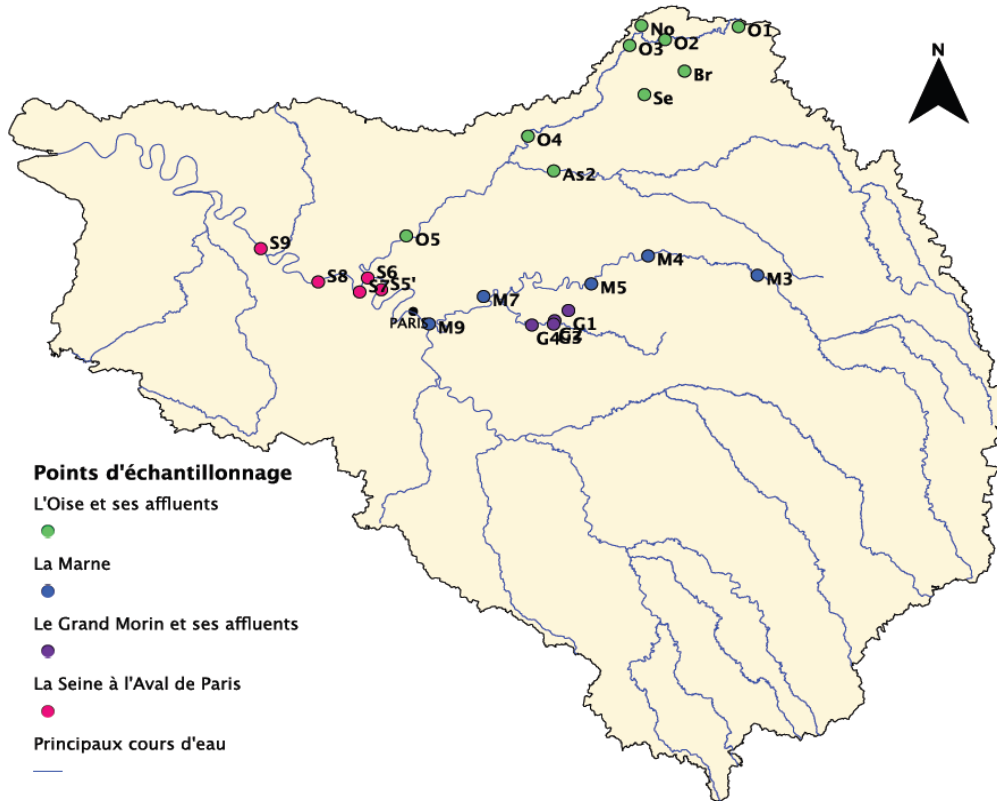 N
No
O1
O2
O3
Br
Se
O4
As2
O5
S9
S6
S8
S7
S5'
M4
M3
M5
M7
PARIS
M9
G1
G2
G4
G3
Points d'échantillonnage
L'Oise et ses affluents
La Marne
Le Grand Morin et ses affluents
La Seine à l'Aval de Paris
Principaux cours d'eau